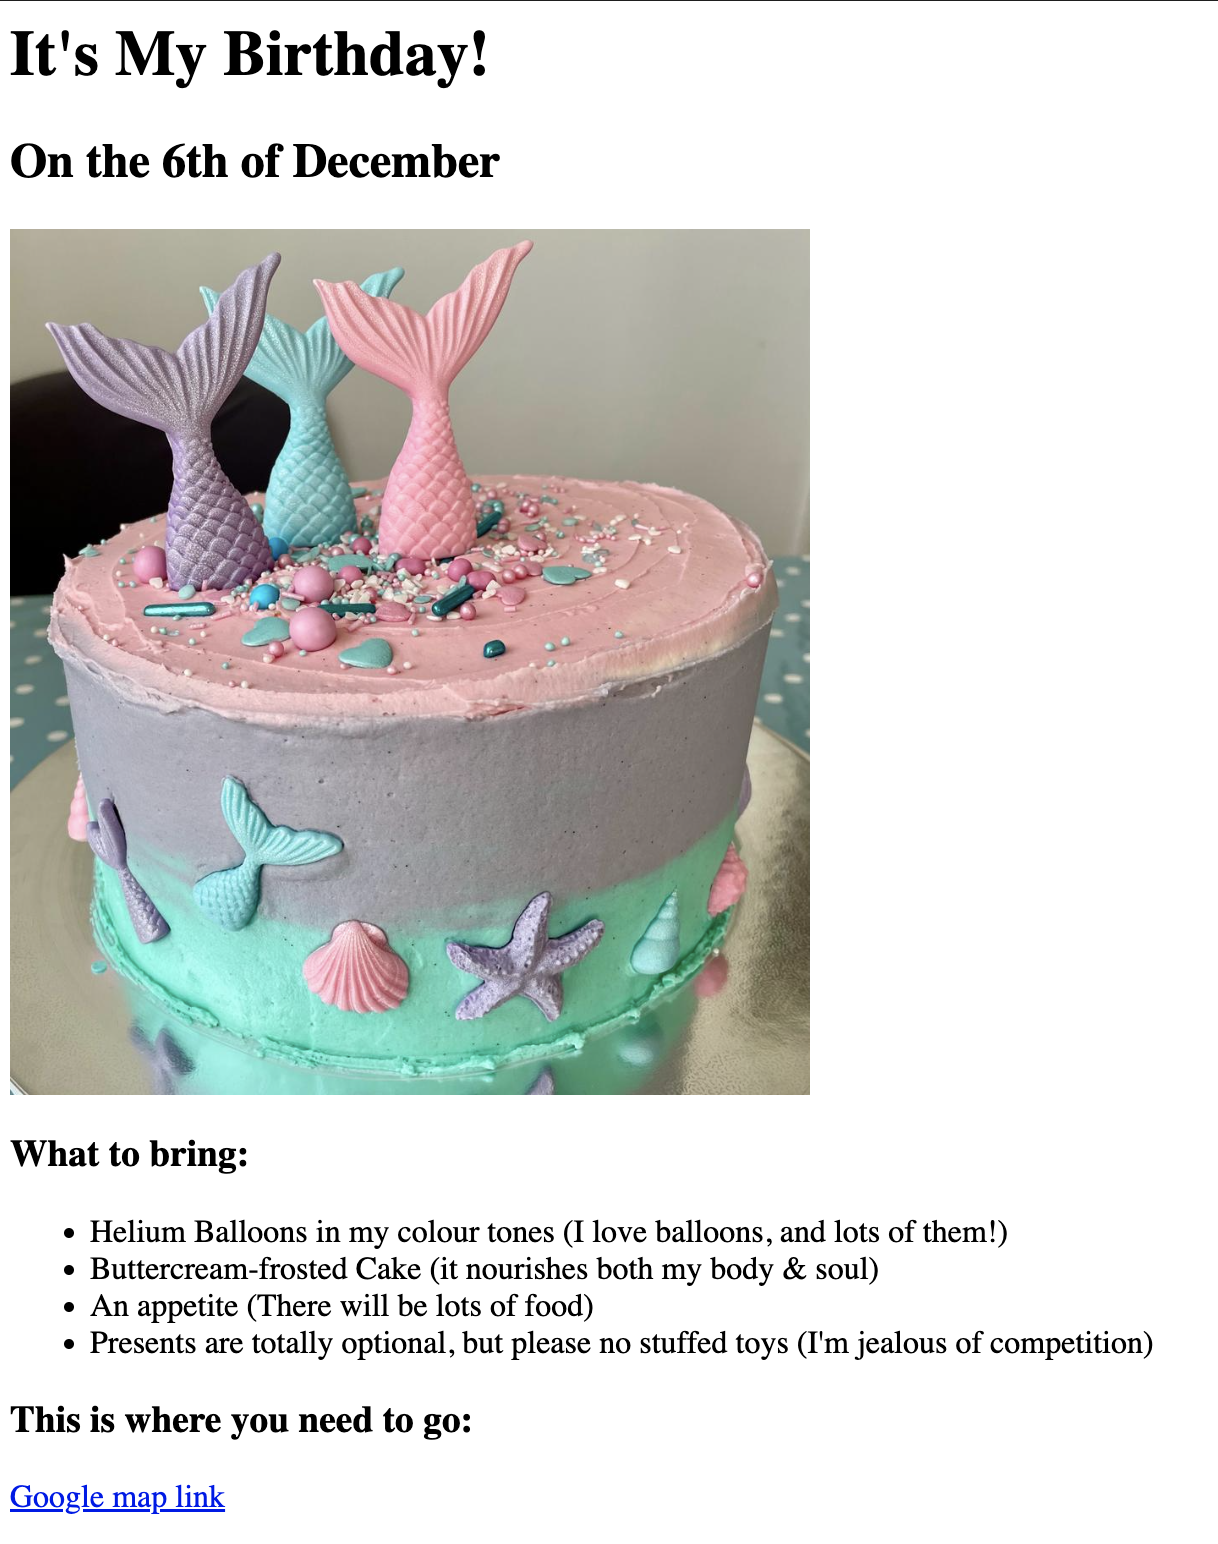 It's My Birthday!
On the 6th of December
What to bring:
Helium Balloons in my colour tones (I love balloons, and lots of them!)
Buttercream-frosted Cake (it nourishes both my body & soul)
An appetite (There will be lots of food)
Presents are totally optional, but please no stuffed toys (I'm jealous of competition)
This is where you need to go:
Google map link